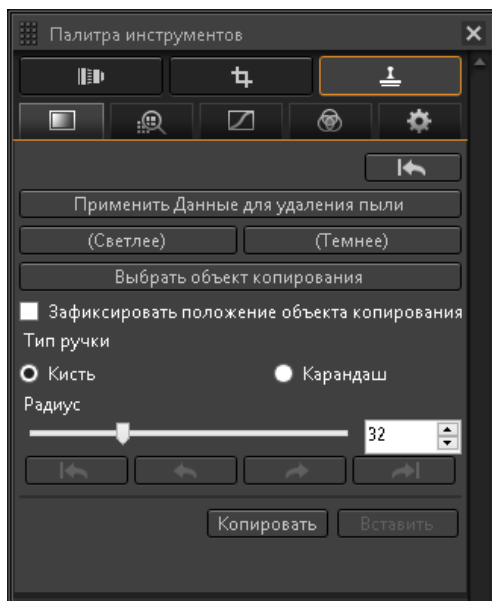 Палитра инструментов
Применить Данные для удаления пыли
(Светлее) (Темнее)
Выбрать объект копирования
Зафиксировать положение объекта копирования
Тип ручки
Кисть Карандаш
Радиус
32
Копировать Вставить